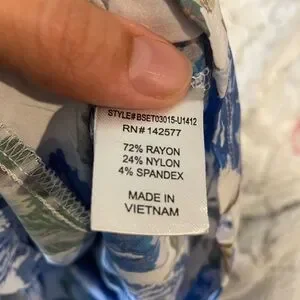 STYLE# BSET03015-U1412
RN# 142577
72% RAYON
24% NYLON
4% SPANDEX
MADE IN
VIETNAM